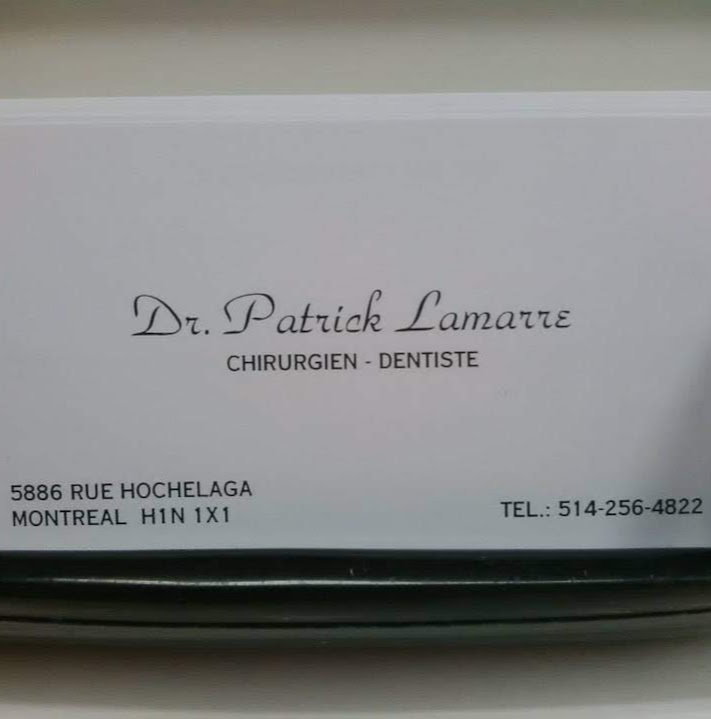 Dr. Patrick Lamarre
CHIRURGIEN - DENTISTE
5886 RUE HOCHELAGA
MONTREAL H1N 1X1
TEL.: 514-256-4822